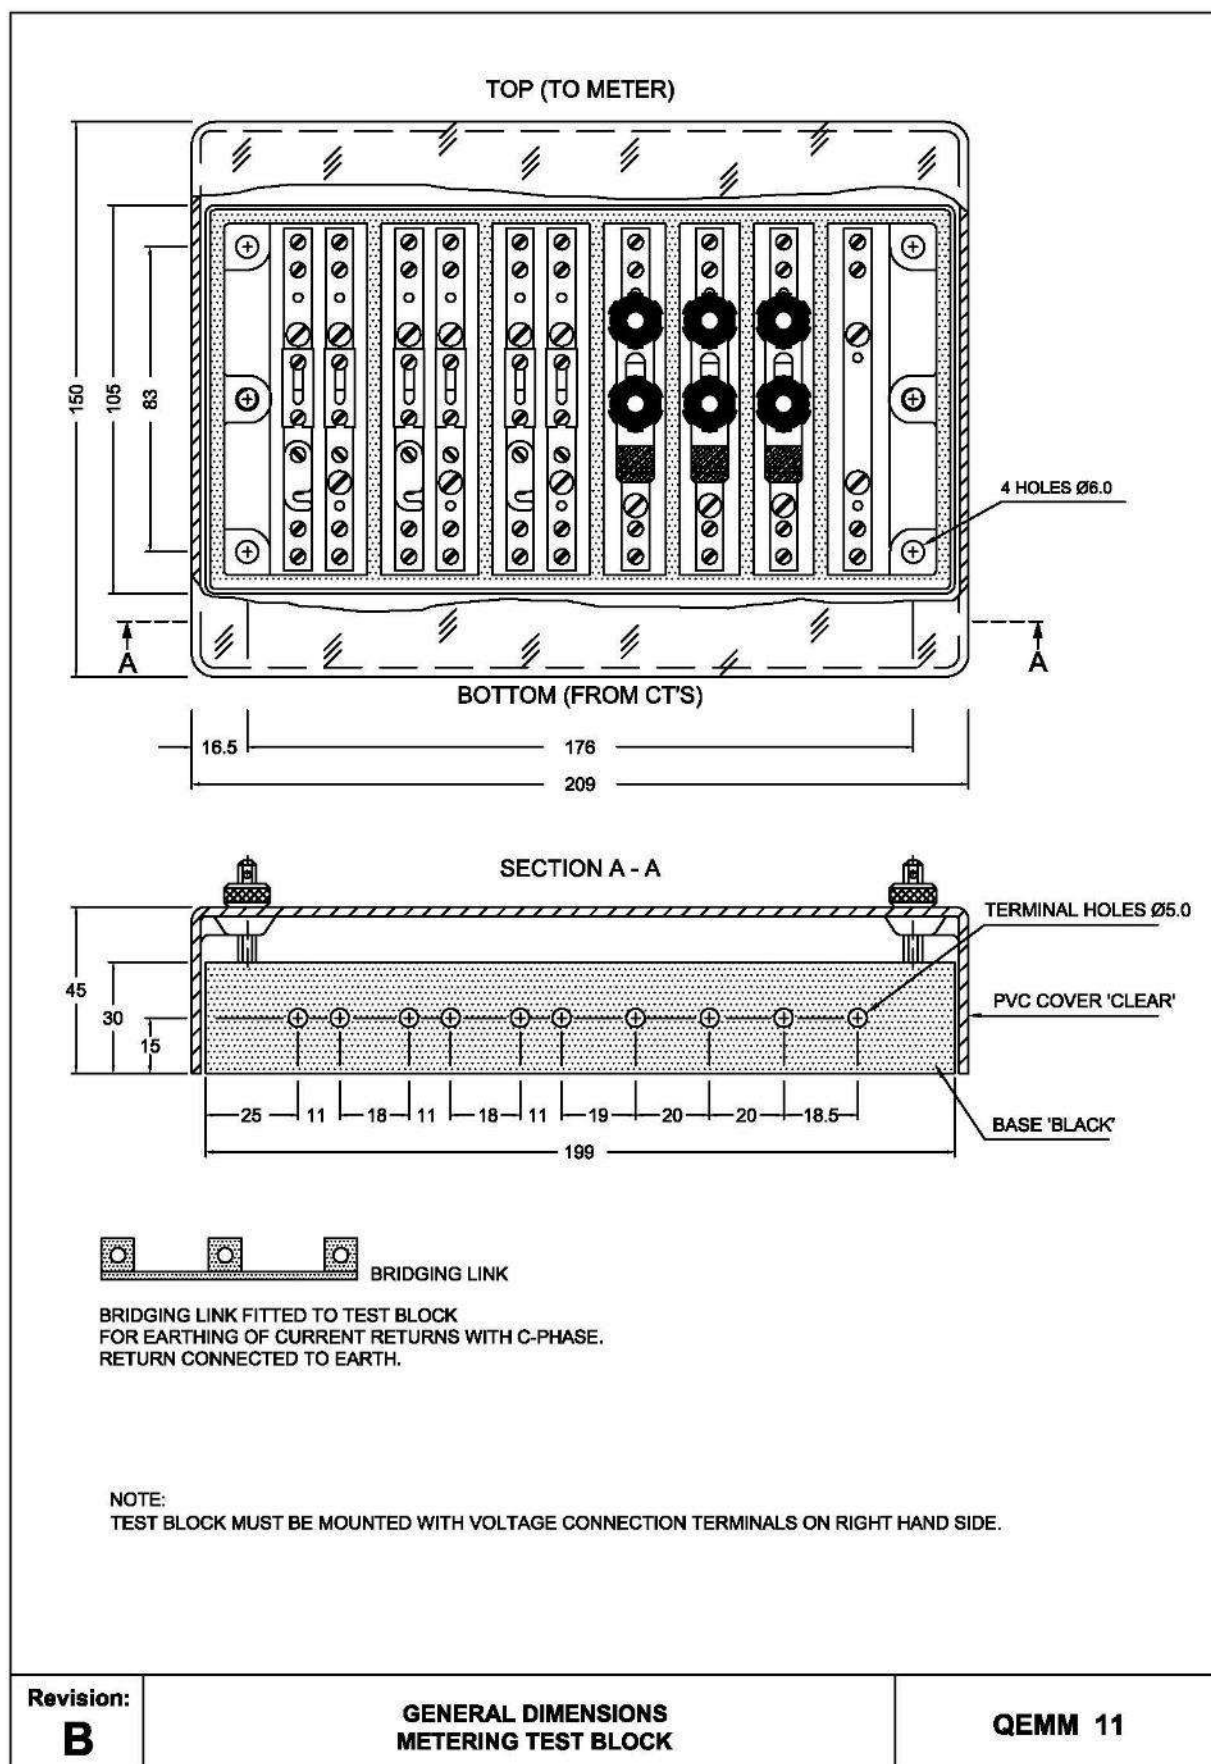 TOP (TO METER)
150
105
83
4 HOLES Ø6.0
A
A
BOTTOM (FROM CT'S)
16.5
176
209
SECTION A - A
TERMINAL HOLES Ø5.0
45
30
15
PVC COVER 'CLEAR'
25
11
18
11
18
11
19
20
20
18.5
BASE 'BLACK'
199
BRIDGING LINK
BRIDGING LINK FITTED TO TEST BLOCK
FOR EARTHING OF CURRENT RETURNS WITH C-PHASE.
RETURN CONNECTED TO EARTH.
NOTE:
TEST BLOCK MUST BE MOUNTED WITH VOLTAGE CONNECTION TERMINALS ON RIGHT HAND SIDE.
Revision:
B
GENERAL DIMENSIONS
METERING TEST BLOCK
QEMM 11